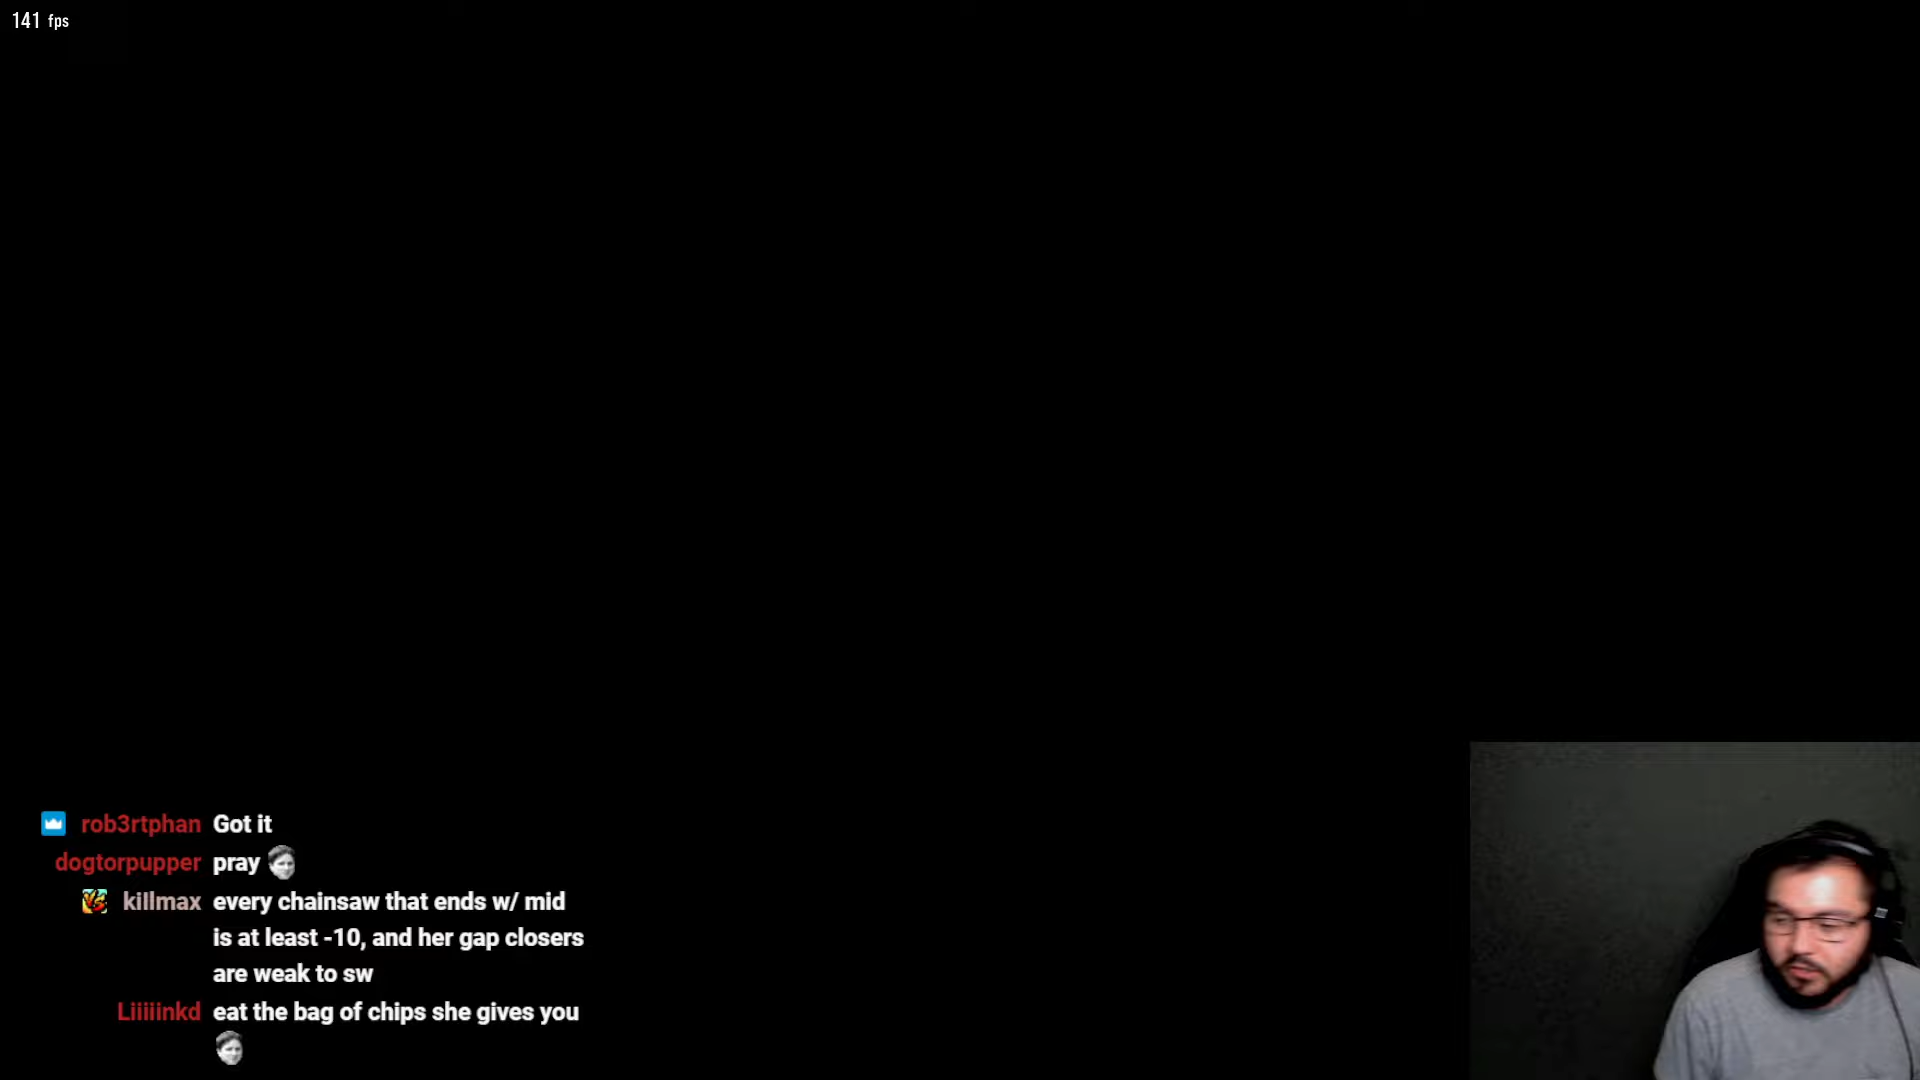 141 fps
rob3rtphan Got it
dogtorpupper pray
killmax every chainsaw that ends w/ mid
is at least -10, and her gap closers
are weak to sw
Liiiiinkd eat the bag of chips she gives you